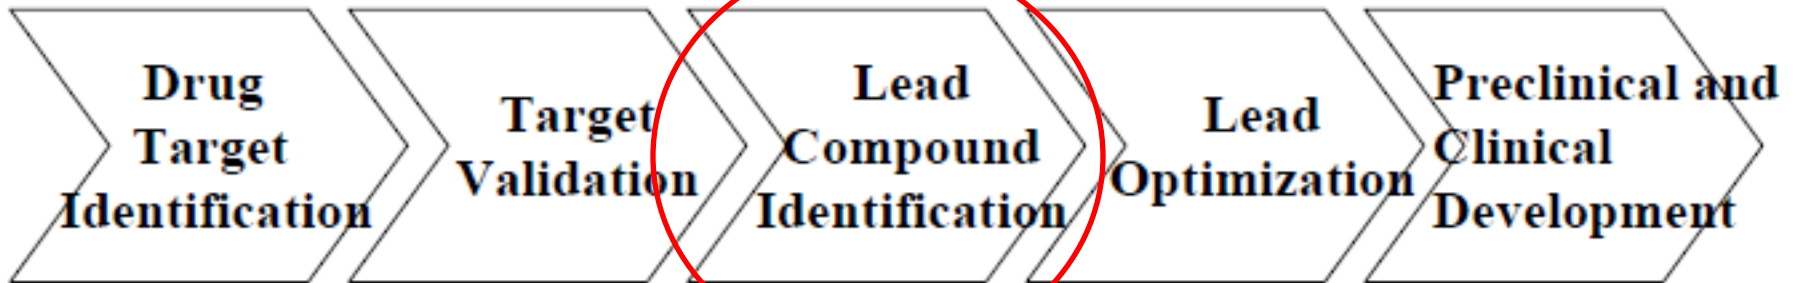 Drug
Target
Identification
Target
Validation
Lead
Compound
Identification
Lead
Optimization
Preclinical and
Clinical
Development